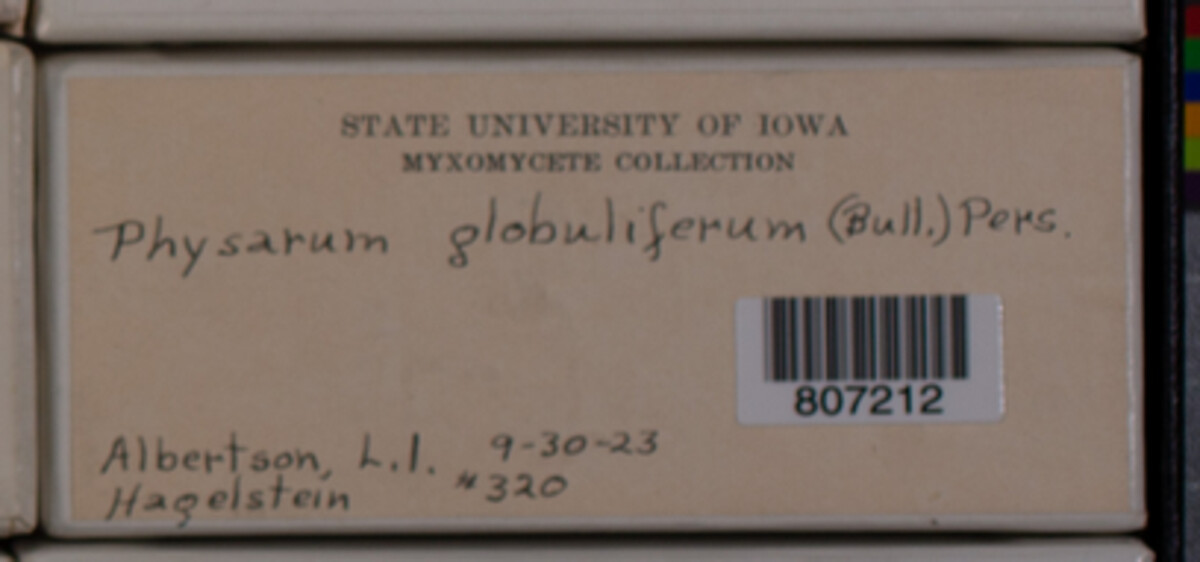 STATE UNIVERSITY OF IOWA
MYXOMYCETE COLLECTION
Physarum globuliferum (Bull.) Pers.
807212
Albertson, L.I. 9-30-23
Hagelstein #320